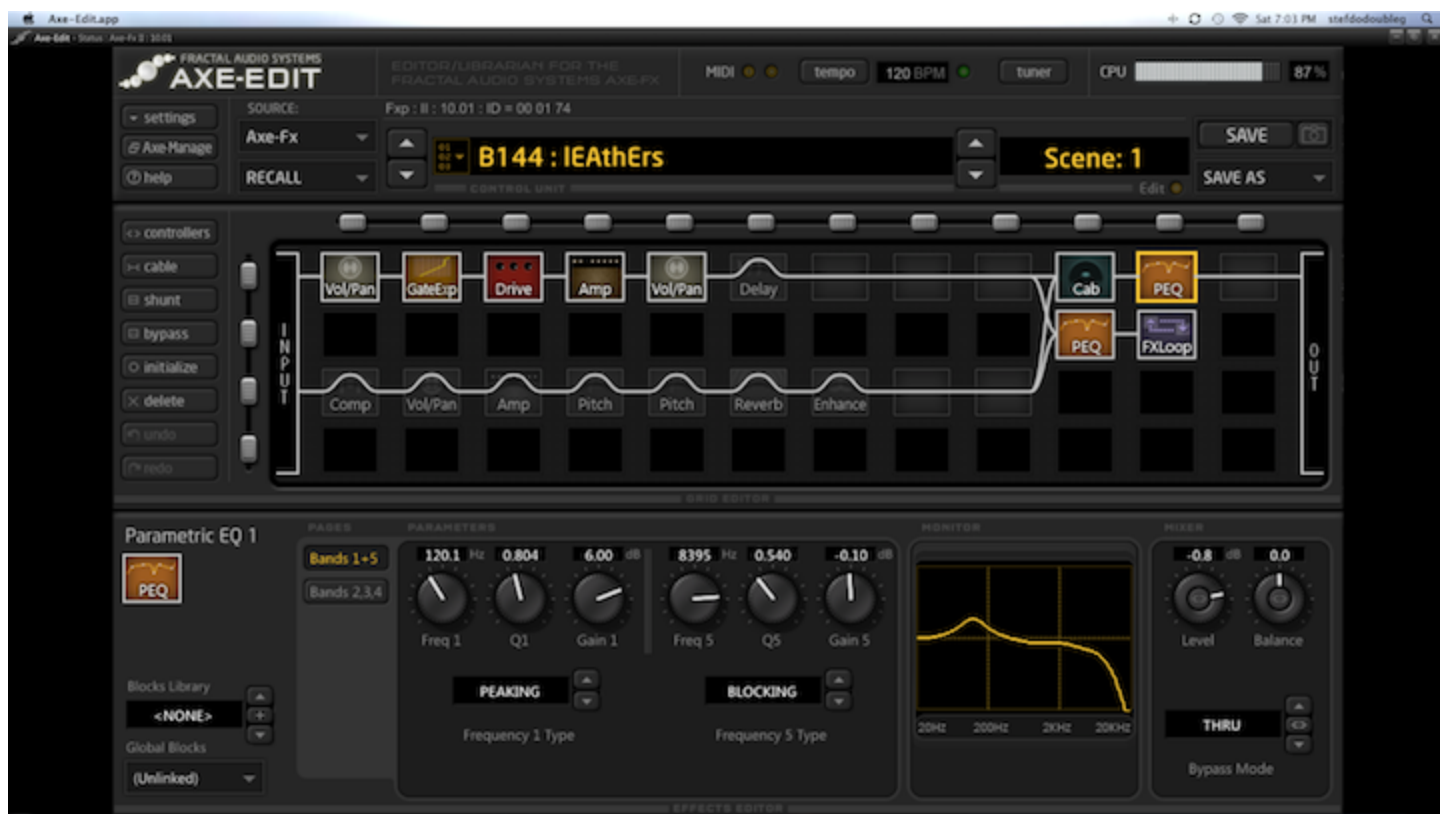 Axe-Edit.app
Sat 7:03 PM stefdodoubleg
Axe-Edit - Status : Axe-Fx II : 10.01
FRACTAL AUDIO SYSTEMS
AXE-EDIT
EDITOR/LIBRARIAN FOR THE
FRACTAL AUDIO SYSTEMS AXE-FX
MIDI
tempo
120 BPM
tuner
CPU
87 %
settings
Axe-Manage
help
SOURCE:
Axe-Fx
RECALL
Fxp : II : 10.01 : ID = 00 01 74
B144 : lEAthErs
CONTROL UNIT
Scene: 1
Edit
SAVE
SAVE AS
controllers
cable
shunt
bypass
initialize
delete
undo
redo
INPUT
Vol/Pan GateExp Drive Amp Vol/Pan Delay Cab PEQ
PEQ FXLoop
Comp Vol/Pan Amp Pitch Pitch Reverb Enhance
OUT
GRID EDITOR
Parametric EQ 1
PEQ
Blocks Library
<NONE>
Global Blocks
(Unlinked)
PAGES
Bands 1+5
Bands 2,3,4
PARAMETERS
120.1 Hz 0.804 6.00 dB 8395 Hz 0.540 -0.10 dB
Freq 1 Q1 Gain 1 Freq 5 Q5 Gain 5
PEAKING BLOCKING
Frequency 1 Type Frequency 5 Type
MONITOR
20Hz 200Hz 2KHz 20KHz
MIXER
-0.8 dB 0.0
Level Balance
THRU
Bypass Mode
EFFECTS EDITOR